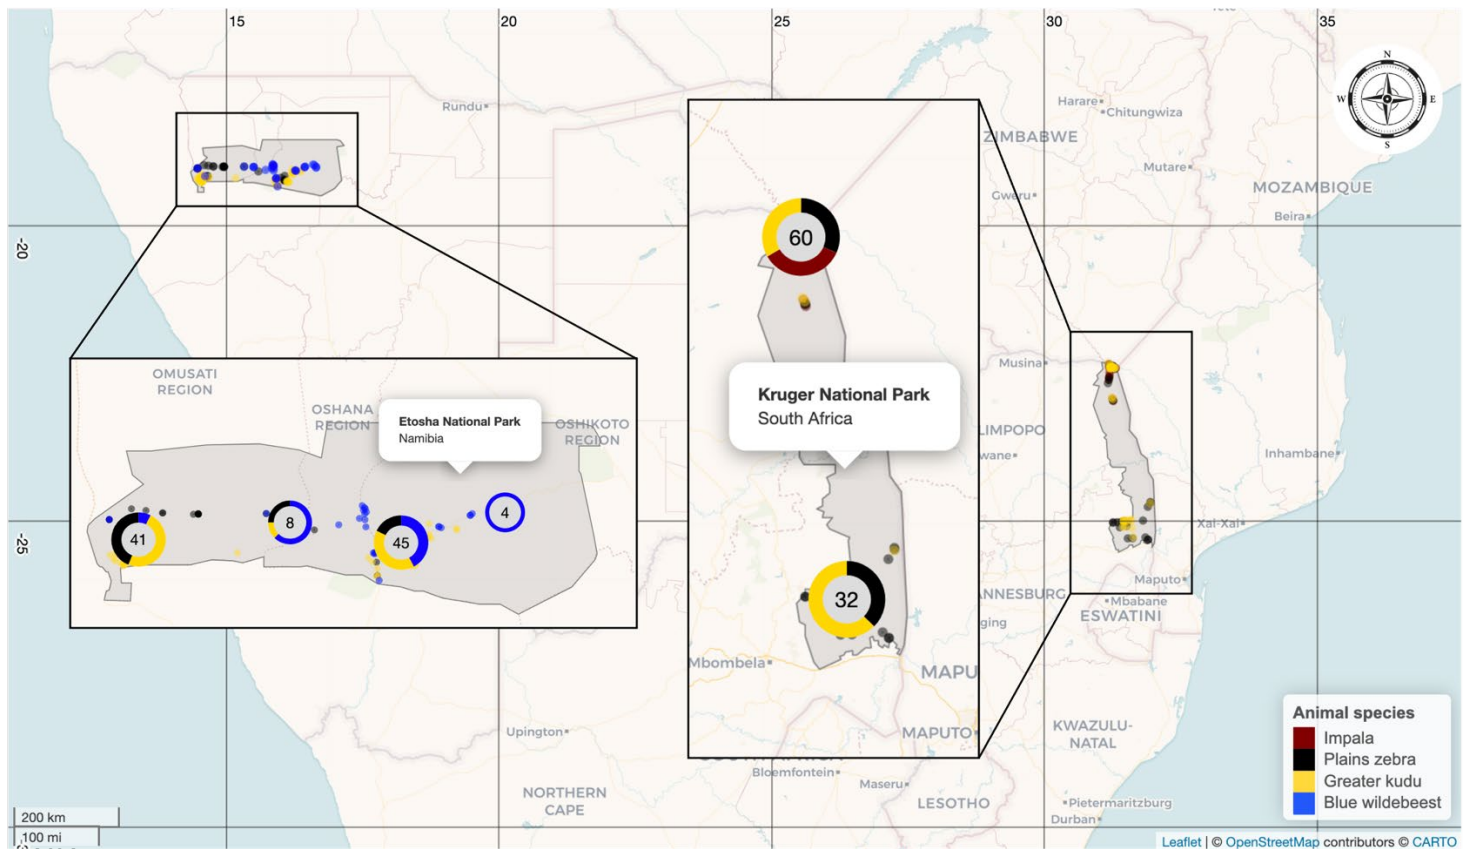 15
20
25
30
35
N
W
E
S
Rundu
Harare
Chitungwiza
ZIMBABWE
Mutare
MOZAMBIQUE
Gweru
Beira
-20
60
OMUSATI
REGION
OSHANA
REGION
Etosha National Park
Namibia
OSHIKOTO
REGION
Kruger National Park
South Africa
Musina
LIMPOPO
wane
Inhambane
41
8
45
4
-25
Xai-Xai
32
Maputo
ANNESBURG
Mbabane
ging
ESWATINI
Mbombela
MAPU
Upington
MAPUTO
KWAZULU-
NATAL
Bloemfontein
Maseru
NORTHERN
CAPE
LESOTHO
Pietermaritzburg
Durban
Animal species
Impala
Plains zebra
Greater kudu
Blue wildebeest
200 km
100 mi
Leaflet | © OpenStreetMap contributors © CARTO